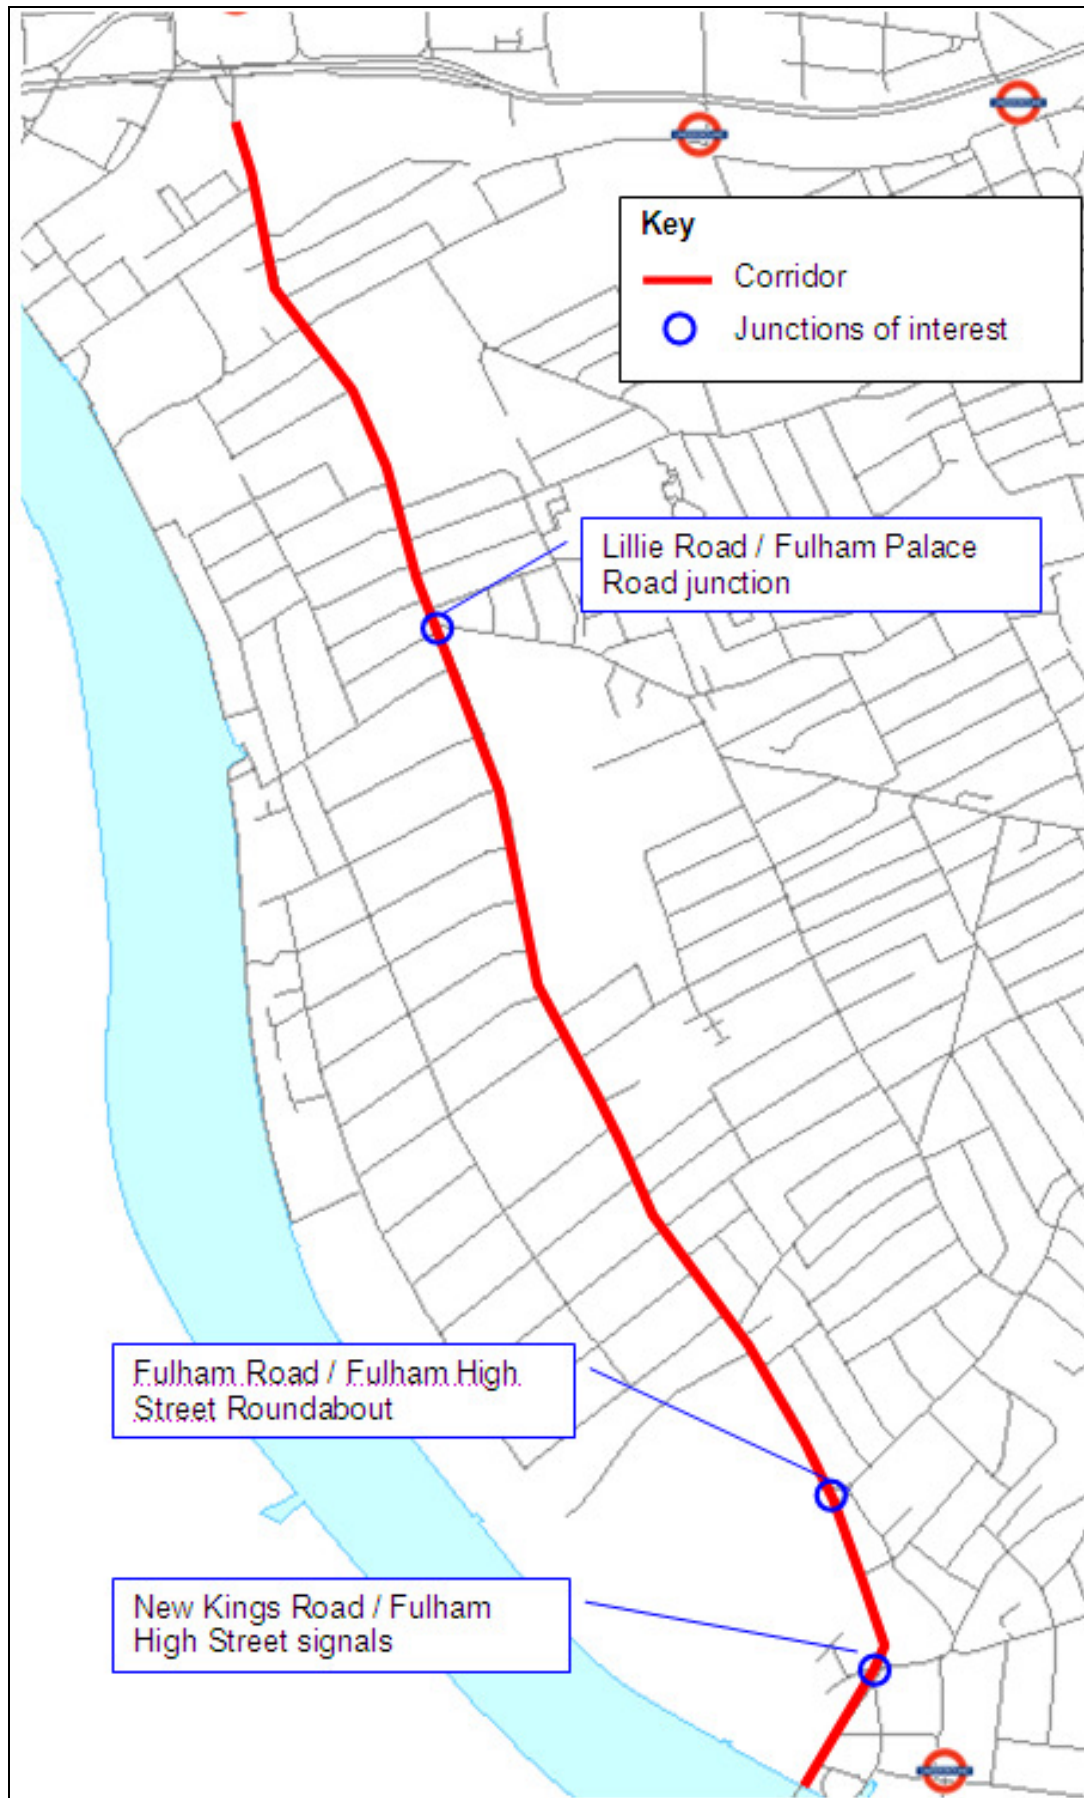 Key
Corridor
Junctions of interest
Lillie Road / Fulham Palace
Road junction
Fulham Road / Fulham High
Street Roundabout
New Kings Road / Fulham
High Street signals